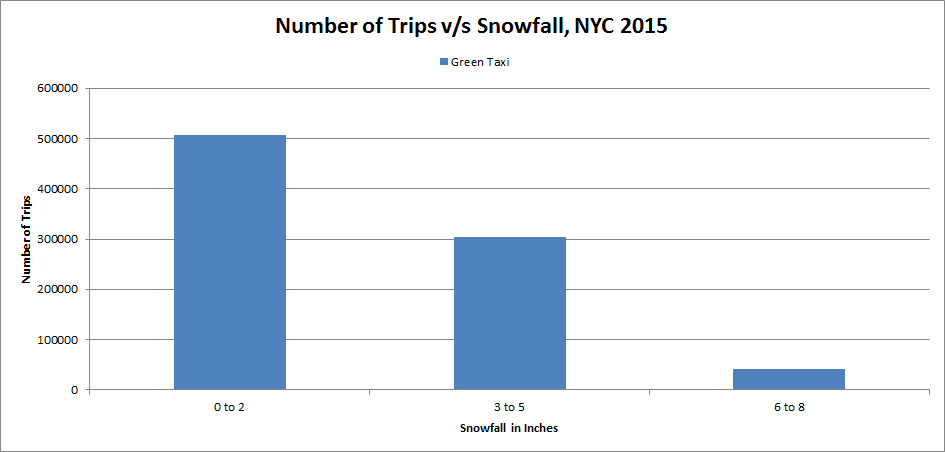 Number of Trips v/s Snowfall, NYC 2015
Green Taxi
600000
500000
400000
300000
200000
100000
0
Number of Trips
0 to 2
3 to 5
6 to 8
Snowfall in Inches